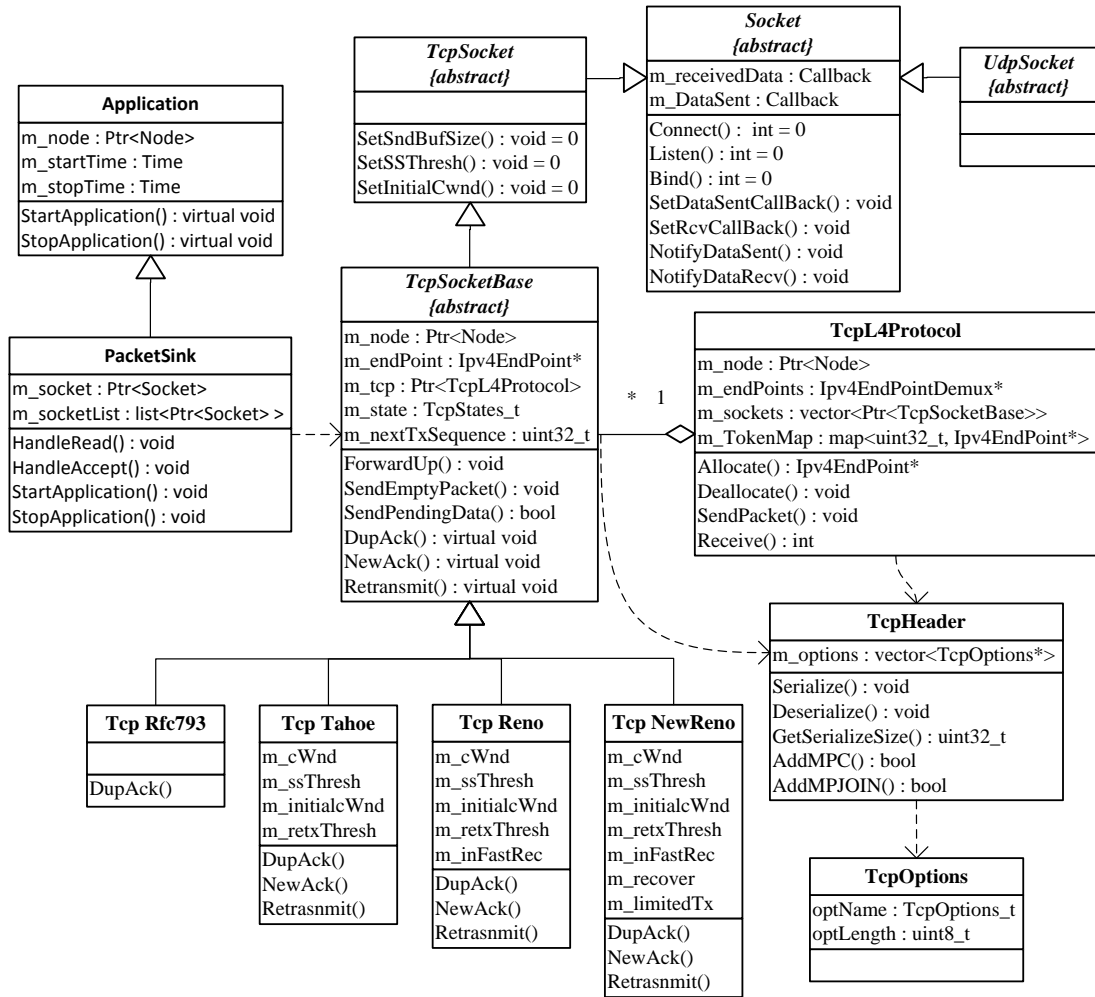 Application
m_node : Ptr<Node>
m_startTime : Time
m_stopTime : Time
StartApplication() : virtual void
StopApplication() : virtual void
TcpSocket
{abstract}
SetSndBufSize() : void = 0
SetSSThresh() : void = 0
SetInitialCwnd() : void = 0
Socket
{abstract}
m_receivedData : Callback
m_DataSent : Callback
Connect() :  int = 0
Listen() : int = 0
Bind() : int = 0
SetDataSentCallBack() : void
SetRcvCallBack() : void
NotifyDataSent() : void
NotifyDataRecv() : void
UdpSocket
{abstract}
PacketSink
m_socket : Ptr<Socket>
m_socketList : list<Ptr<Socket> >
HandleRead() : void
HandleAccept() : void
StartApplication() : void
StopApplication() : void
TcpSocketBase
{abstract}
m_node : Ptr<Node>
m_endPoint : Ipv4EndPoint*
m_tcp : Ptr<TcpL4Protocol>
m_state : TcpStates_t
m_nextTxSequence : uint32_t
ForwardUp() : void
SendEmptyPacket() : void
SendPendingData() : bool
DupAck() : virtual void
NewAck() : virtual void
Retransmit() : virtual void
* 1
TcpL4Protocol
m_node : Ptr<Node>
m_endPoints : Ipv4EndPointDemux*
m_sockets : vector<Ptr<TcpSocketBase>>
m_TokenMap : map<uint32_t, Ipv4EndPoint*>
Allocate() : Ipv4EndPoint*
Deallocate() : void
SendPacket() : void
Receive() : int
TcpHeader
m_options : vector<TcpOptions*>
Serialize() : void
Deserialize() : void
GetSerializeSize() : uint32_t
AddMPC() : bool
AddMPJOIN() : bool
Tcp Rfc793
DupAck()
Tcp Tahoe
m_cWnd
m_ssThresh
m_initialcWnd
m_retxThresh
DupAck()
NewAck()
Retrasnmit()
Tcp Reno
m_cWnd
m_ssThresh
m_initialcWnd
m_retxThresh
m_inFastRec
DupAck()
NewAck()
Retrasnmit()
Tcp NewReno
m_cWnd
m_ssThresh
m_initialcWnd
m_retxThresh
m_inFastRec
m_recover
m_limitedTx
DupAck()
NewAck()
Retrasnmit()
TcpOptions
optName : TcpOptions_t
optLength : uint8_t